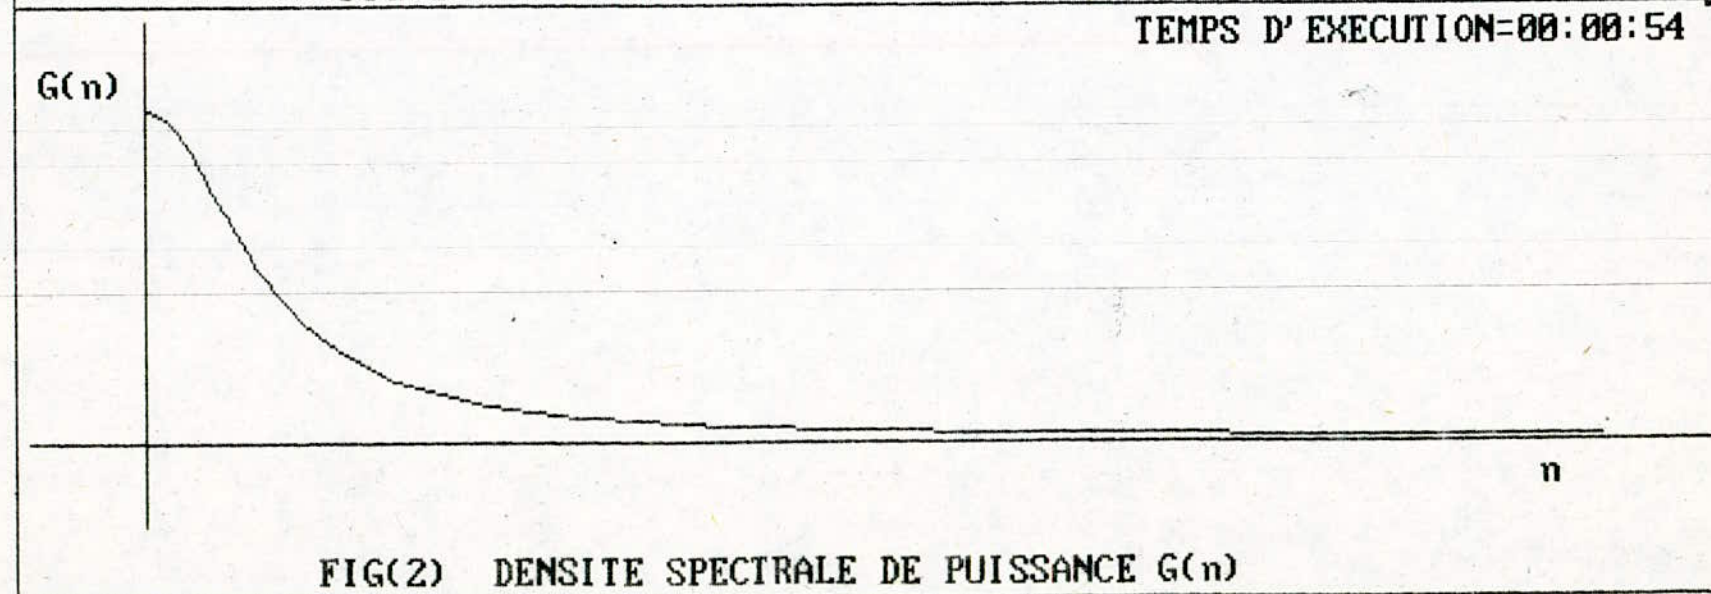 TEMPS D'EXECUTION=00:00:54
G(n)
n
FIG(2) DENSITE SPECTRALE DE PUISSANCE G(n)